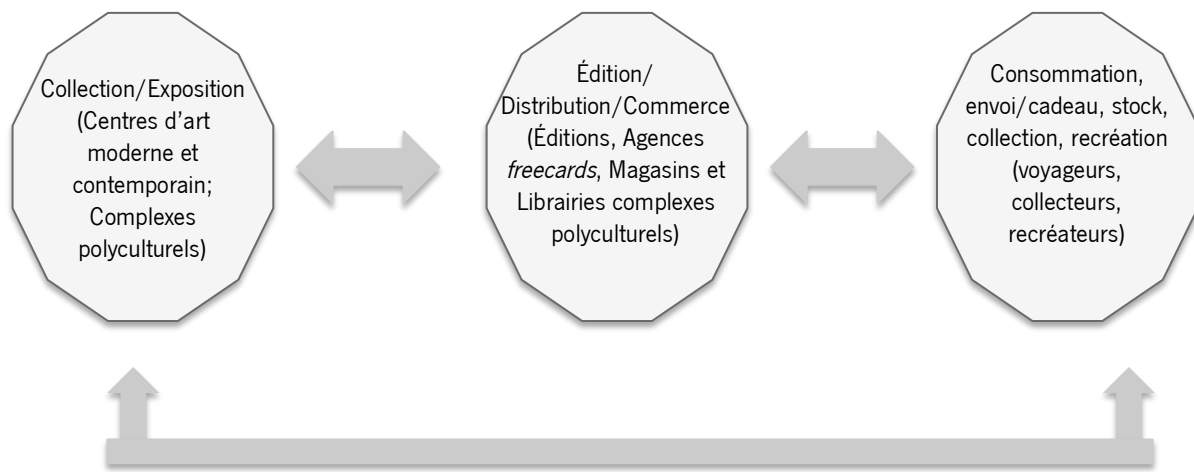 Collection/Exposition
(Centres d’art
moderne et
contemporain;
Complexes
polyculturels)
Édition/
Distribution/Commerce
(Éditions, Agences
freecards, Magasins et
Librairies complexes
polyculturels)
Consommation,
envoi/cadeau, stock,
collection, recréation
(voyageurs,
collecteurs,
recréateurs)